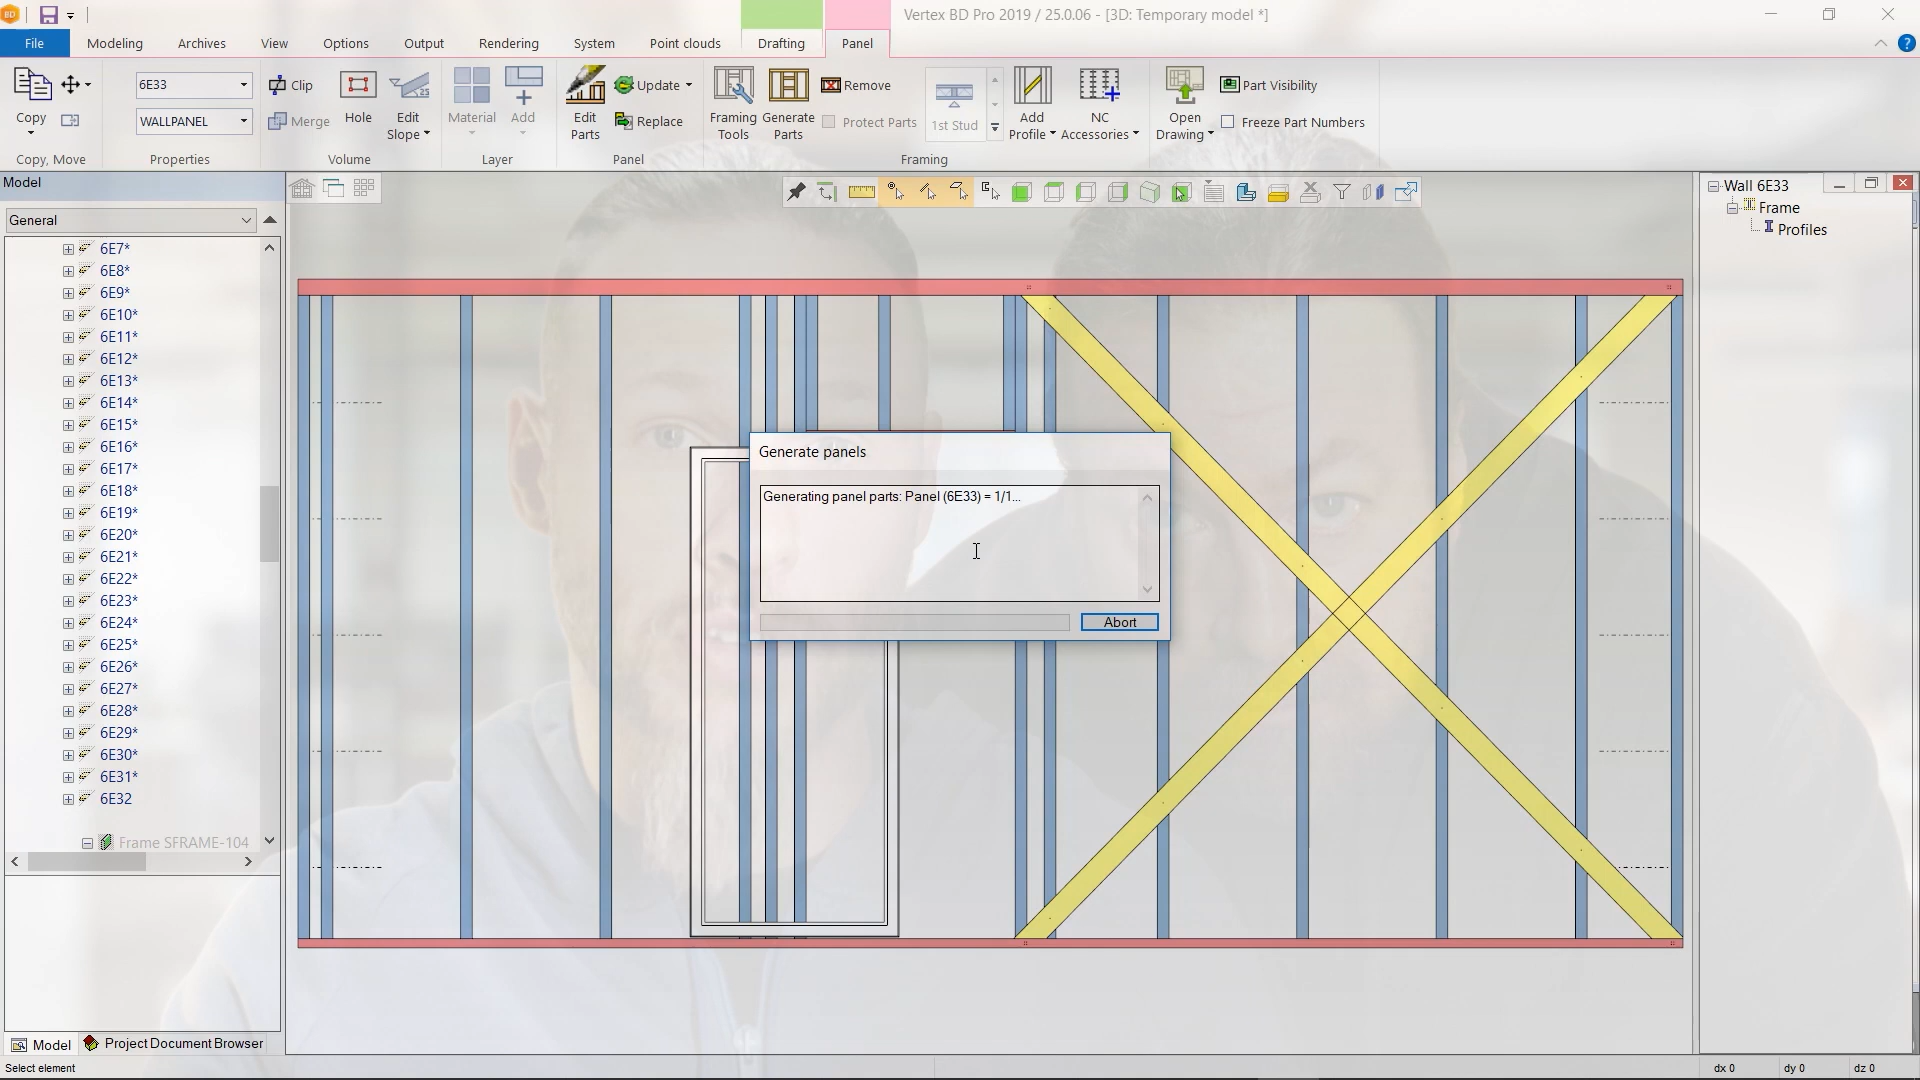 BD
Vertex BD Pro 2019 / 25.0.06 - [3D: Temporary model *]
File
Modeling
Archives
View
Options
Output
Rendering
System
Point clouds
Drafting
Panel
?
Copy
6E33
WALLPANEL
Clip
Merge
Hole
Edit
Slope
25
Material
Add
Edit
Parts
Update
Replace
Framing
Tools
Generate
Parts
Remove
Protect Parts
1st Stud
Add
Profile
NC
Accessories
Open
Drawing
Part Visibility
Freeze Part Numbers
Copy, Move
Properties
Volume
Layer
Panel
Framing
Model
General
6E7*
6E8*
6E9*
6E10*
6E11*
6E12*
6E13*
6E14*
6E15*
6E16*
6E17*
6E18*
6E19*
6E20*
6E21*
6E22*
6E23*
6E24*
6E25*
6E26*
6E27*
6E28*
6E29*
6E30*
6E31*
6E32
Frame SFRAME-104
Model
Project Document Browser
Select element
Generate panels
Generating panel parts: Panel (6E33) = 1/1...
Abort
Wall 6E33
Frame
Profiles
dx 0
dy 0
dz 0